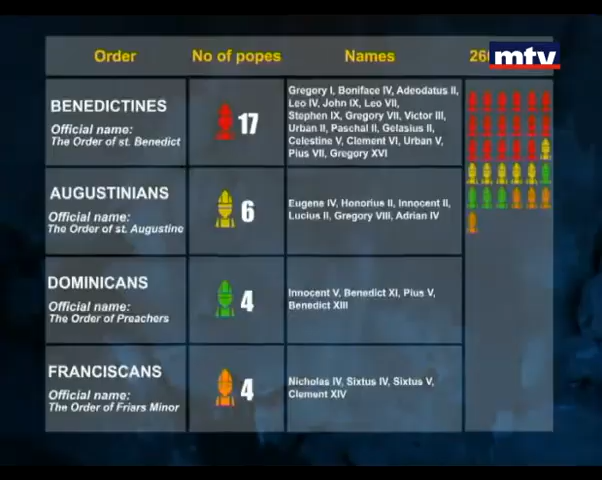 Order
No of popes
Names
mtv
BENEDICTINES
Official name:
The Order of st. Benedict
17
Gregory I, Boniface IV, Adeodatus II,
Leo IV, John IX, Leo VII,
Stephen IX, Gregory VII, Victor III,
Urban II, Paschal II, Gelasius II,
Celestine V, Clement VI, Urban V,
Pius VII, Gregory XVI
AUGUSTINIANS
Official name:
The Order of st. Augustine
6
Eugene IV, Honorius II, Innocent II,
Lucius II, Gregory VIII, Adrian IV
DOMINICANS
Official name:
The Order of Preachers
4
Innocent V, Benedict XI, Pius V,
Benedict XIII
FRANCISCANS
Official name:
The Order of Friars Minor
4
Nicholas IV, Sixtus IV, Sixtus V,
Clement XIV